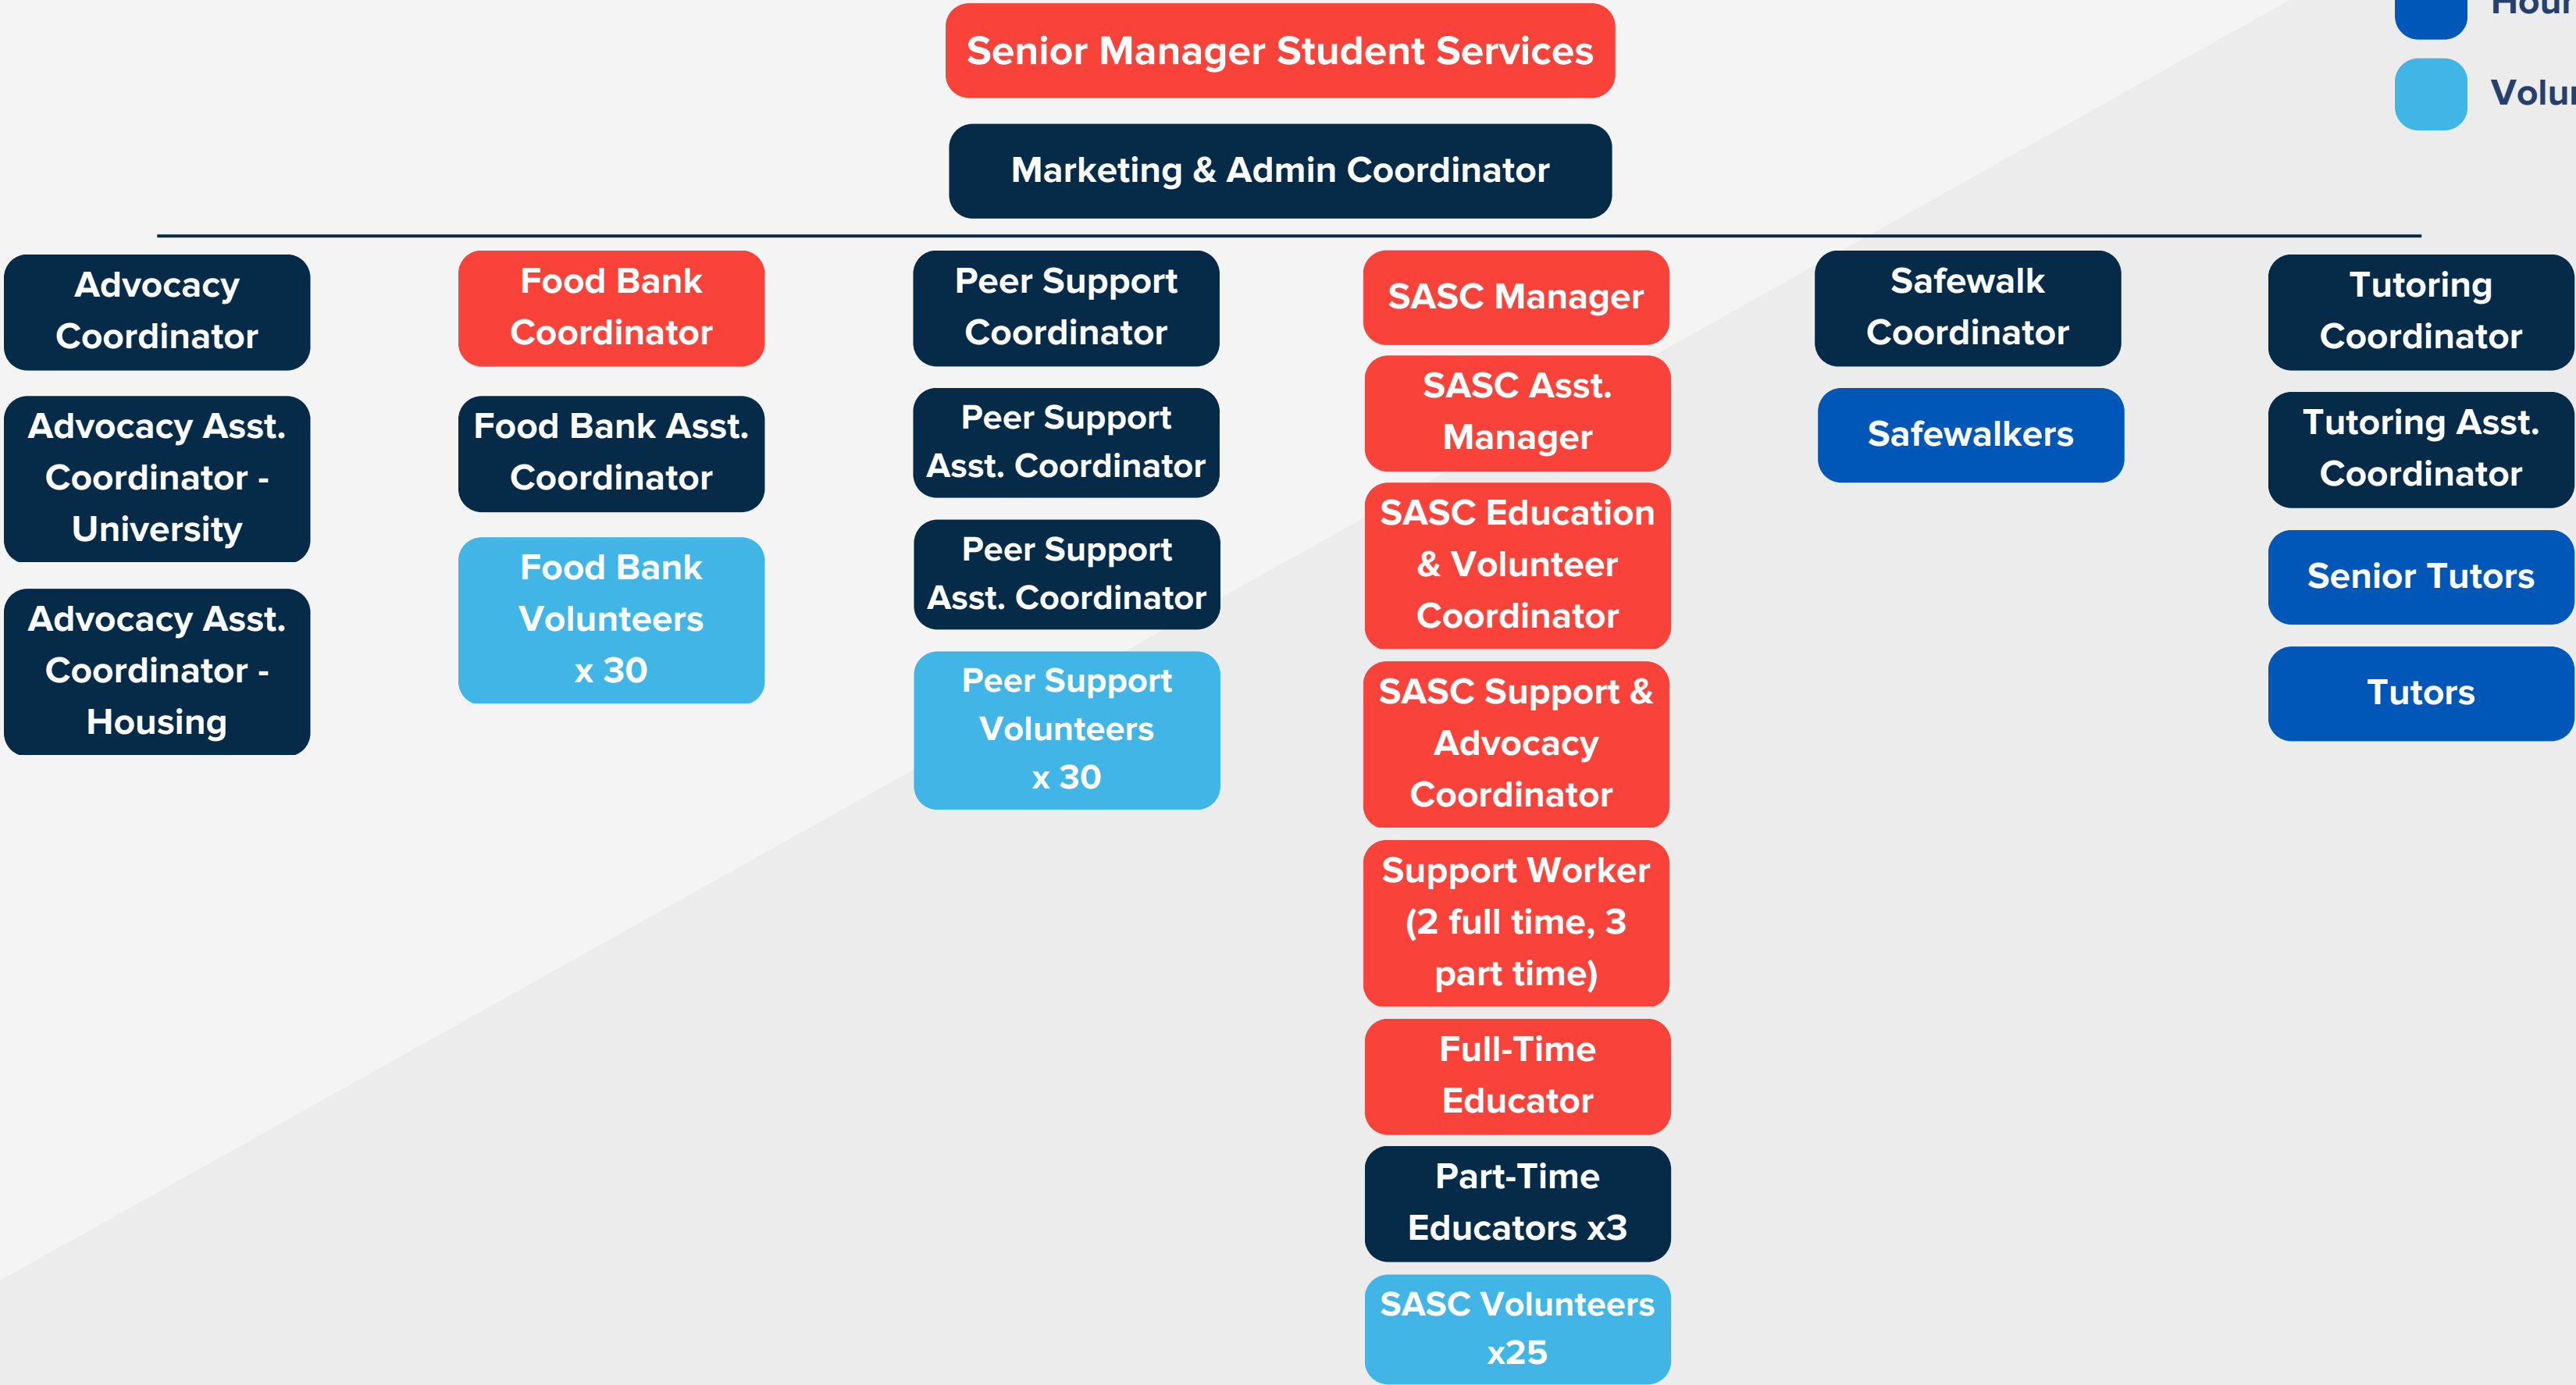 Senior Manager Student Services
Marketing & Admin Coordinator
Advocacy
Coordinator
Advocacy Asst.
Coordinator -
University
Advocacy Asst.
Coordinator -
Housing
Food Bank
Coordinator
Food Bank Asst.
Coordinator
Food Bank
Volunteers
x 30
Peer Support
Coordinator
Peer Support
Asst. Coordinator
Peer Support
Asst. Coordinator
Peer Support
Volunteers
x 30
SASC Manager
SASC Asst.
Manager
SASC Education
& Volunteer
Coordinator
SASC Support &
Advocacy
Coordinator
Support Worker
(2 full time, 3
part time)
Full-Time
Educator
Part-Time
Educators x3
SASC Volunteers
x25
Safewalk
Coordinator
Safewalkers
Tutoring
Coordinator
Tutoring Asst.
Coordinator
Senior Tutors
Tutors